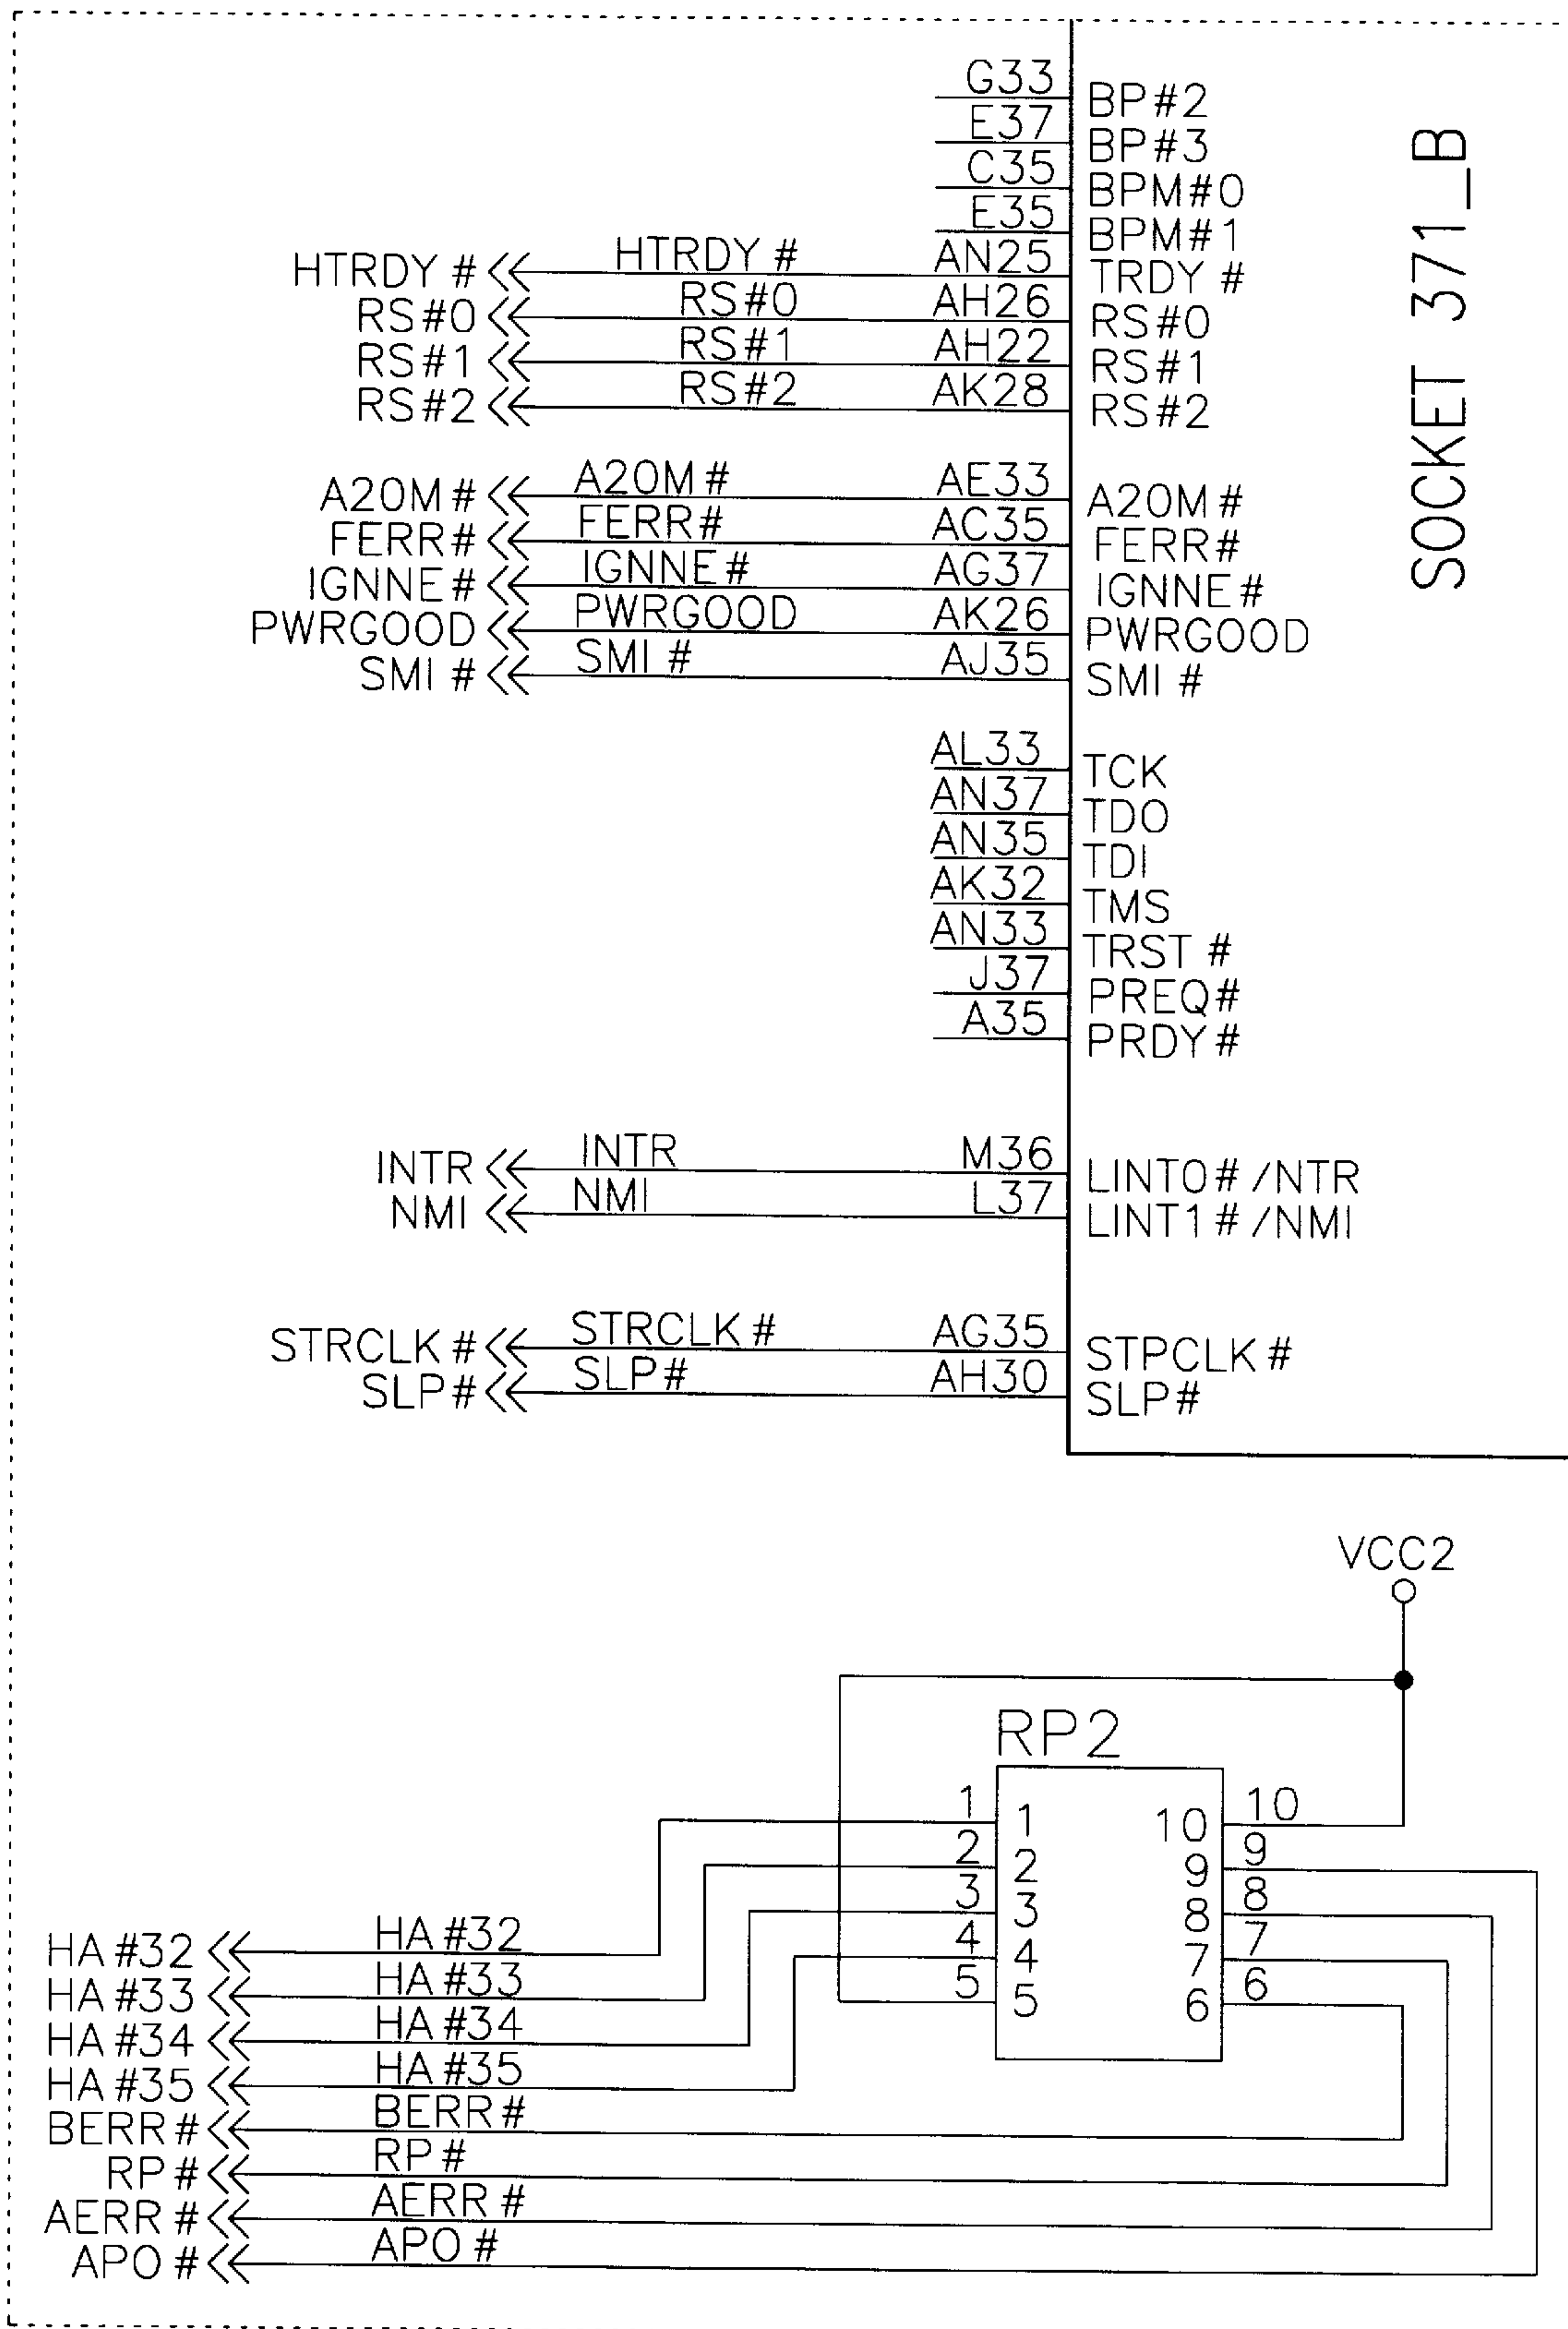 G33 BP#2
E37 BP#3
C35 BPM#0
E35 BPM#1
HTRDY # HTRDY # AN25 TRDY #
RS#0 RS#0 AH26 RS#0
RS#1 RS#1 AH22 RS#1
RS#2 RS#2 AK28 RS#2
SOCKET 371_B
A20M# A20M# AE33 A20M#
FERR# FERR# AC35 FERR#
IGNNE# IGNNE# AG37 IGNNE#
PWRGOOD PWRGOOD AK26 PWRGOOD
SMI # SMI # AJ35 SMI #
AL33 TCK
AN37 TDO
AN35 TDI
AK32 TMS
AN33 TRST #
J37 PREQ#
A35 PRDY#
INTR INTR M36 LINT0# /NTR
NMI NMI L37 LINT1 # /NMI
STRCLK # STRCLK # AG35 STPCLK #
SLP# SLP# AH30 SLP#
VCC2
RP2
1 1 10 10
2 2 9 9
3 3 8 8
4 4 7 7
5 5 6 6
HA #32 HA #32
HA #33 HA #33
HA #34 HA #34
HA #35 HA #35
BERR # BERR #
RP # RP #
AERR # AERR #
APO # APO #